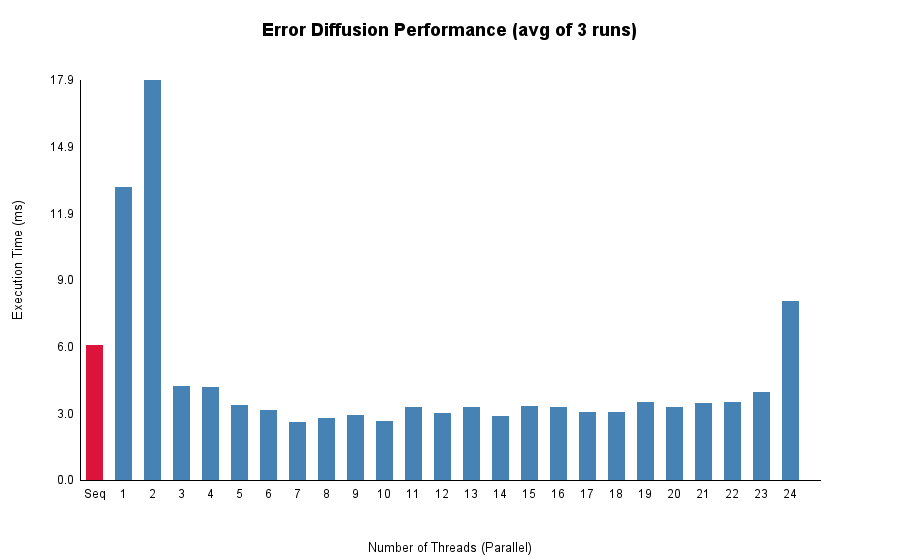 Error Diffusion Performance (avg of 3 runs)
17.9
14.9
11.9
9.0
6.0
3.0
0.0
Execution Time (ms)
Seq 1 2 3 4 5 6 7 8 9 10 11 12 13 14 15 16 17 18 19 20 21 22 23 24
Number of Threads (Parallel)